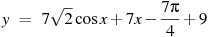 y = 7√2 cos x + 7x − 7π/4 + 9